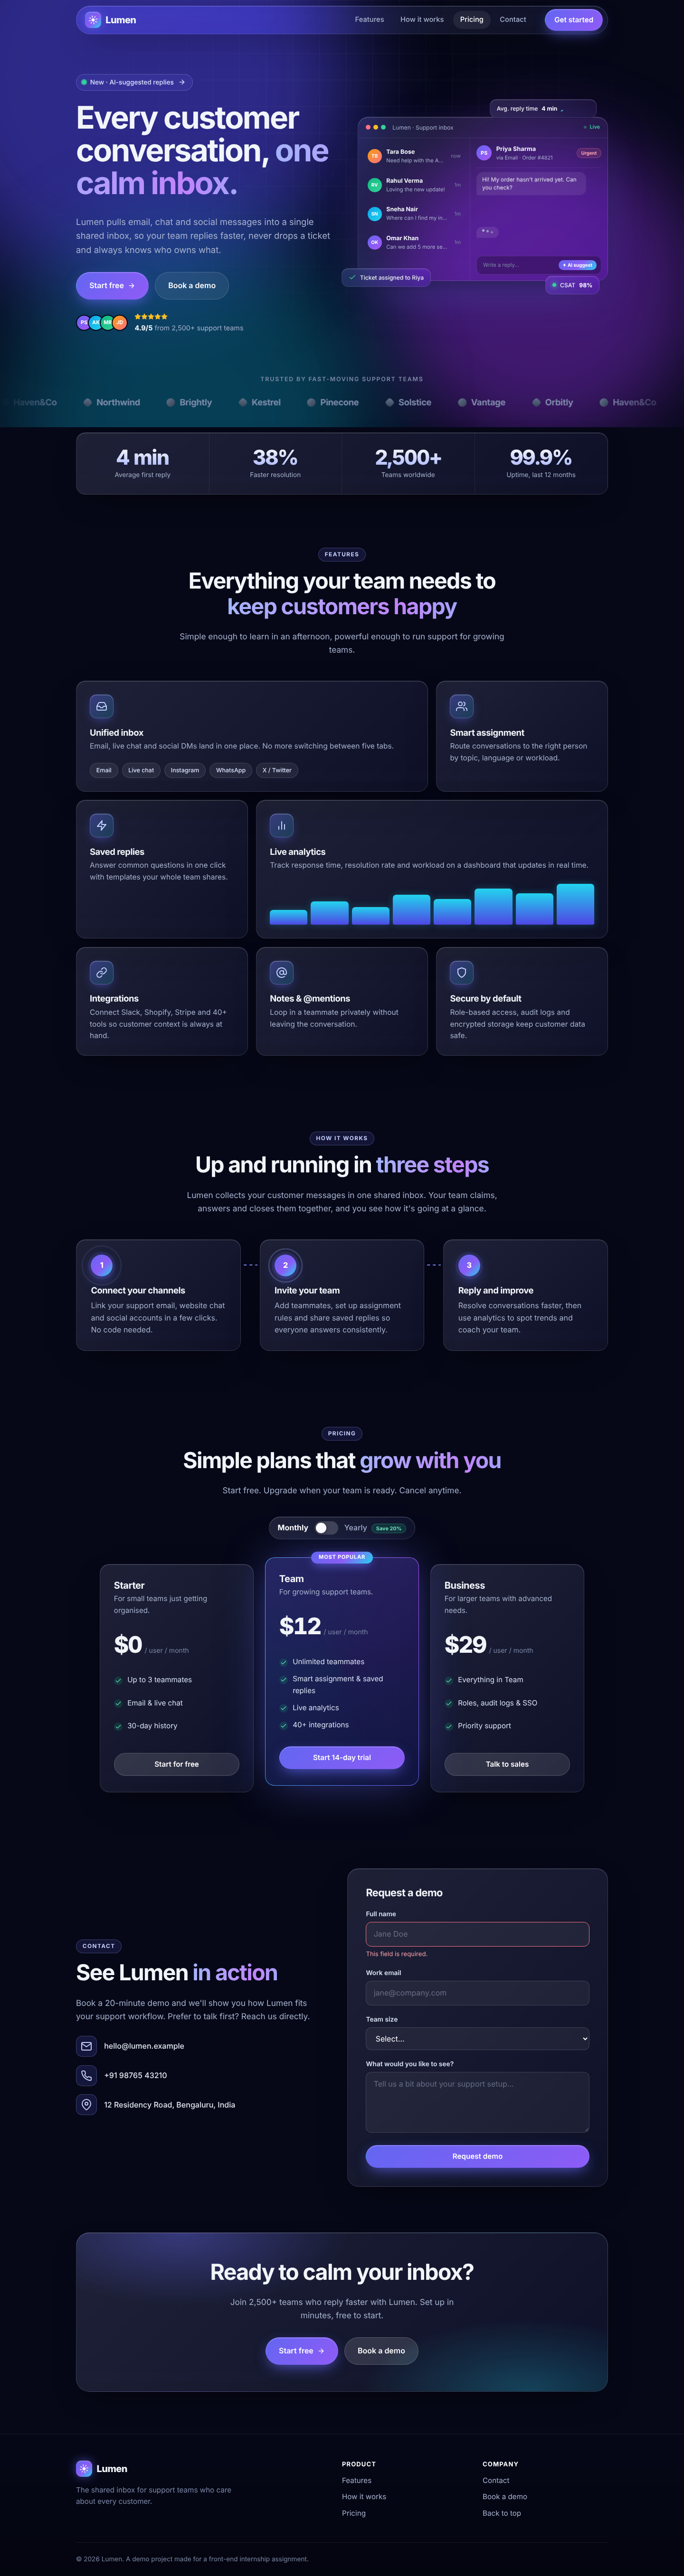 Lumen
Features
How it works
Pricing
Contact
Get started
New · AI-suggested replies →
Every customer
conversation, one
calm inbox.
Lumen pulls email, chat and social messages into a single
shared inbox, so your team replies faster, never drops a ticket
and always knows who owns what.
Start free →
Book a demo
PS
MR
JD
4.9/5 from 2,500+ support teams
Avg. reply time 4 min
Lumen · Support inbox
Live
TB
Tara Bose
now
Need help with the A...
RV
Rahul Verma
1m
Loving the new update!
SN
Sneha Nair
1m
Where can I find my in...
OK
Omar Khan
1m
Can we add 5 more se...
PS
Priya Sharma
via Email · Order #4821
Urgent
Hi! My order hasn't arrived yet. Can
you check?
Write a reply...
AI suggest
Ticket assigned to Riya
CSAT 98%
TRUSTED BY FAST-MOVING SUPPORT TEAMS
Haven&Co
Northwind
Brightly
Kestrel
Pinecone
Solstice
Vantage
Orbitly
Haven&Co
4 min
Average first reply
38%
Faster resolution
2,500+
Teams worldwide
99.9%
Uptime, last 12 months
FEATURES
Everything your team needs to
keep customers happy
Simple enough to learn in an afternoon, powerful enough to run support for growing
teams.
Unified inbox
Email, live chat and social DMs land in one place. No more switching between five tabs.
Email
Live chat
Instagram
WhatsApp
X / Twitter
Smart assignment
Route conversations to the right person
by topic, language or workload.
Saved replies
Answer common questions in one click
with templates your whole team shares.
Live analytics
Track response time, resolution rate and workload on a dashboard that updates in real time.
Integrations
Connect Slack, Shopify, Stripe and 40+
tools so customer context is always at
hand.
Notes & @mentions
Loop in a teammate privately without
leaving the conversation.
Secure by default
Role-based access, audit logs and
encrypted storage keep customer data
safe.
HOW IT WORKS
Up and running in three steps
Lumen collects your customer messages in one shared inbox. Your team claims,
answers and closes them together, and you see how it's going at a glance.
1
Connect your channels
Link your support email, website chat
and social accounts in a few clicks.
No code needed.
2
Invite your team
Add teammates, set up assignment
rules and share saved replies so
everyone answers consistently.
3
Reply and improve
Resolve conversations faster, then
use analytics to spot trends and
coach your team.
PRICING
Simple plans that grow with you
Start free. Upgrade when your team is ready. Cancel anytime.
Monthly
Yearly
Save 20%
Starter
For small teams just getting
organised.
$0 / user / month
Up to 3 teammates
Email & live chat
30-day history
Start for free
MOST POPULAR
Team
For growing support teams.
$12 / user / month
Unlimited teammates
Smart assignment & saved
replies
Live analytics
40+ integrations
Start 14-day trial
Business
For larger teams with advanced
needs.
$29 / user / month
Everything in Team
Roles, audit logs & SSO
Priority support
Talk to sales
CONTACT
See Lumen in action
Book a 20-minute demo and we'll show you how Lumen fits
your support workflow. Prefer to talk first? Reach us directly.
hello@lumen.example
+91 98765 43210
12 Residency Road, Bengaluru, India
Request a demo
Full name
Jane Doe
This field is required.
Work email
jane@company.com
Team size
Select...
What would you like to see?
Tell us a bit about your support setup...
Request demo
Ready to calm your inbox?
Join 2,500+ teams who reply faster with Lumen. Set up in
minutes, free to start.
Start free →
Book a demo
Lumen
The shared inbox for support teams who care
about every customer.
PRODUCT
Features
How it works
Pricing
COMPANY
Contact
Book a demo
Back to top
© 2026 Lumen. A demo project made for a front-end internship assignment.